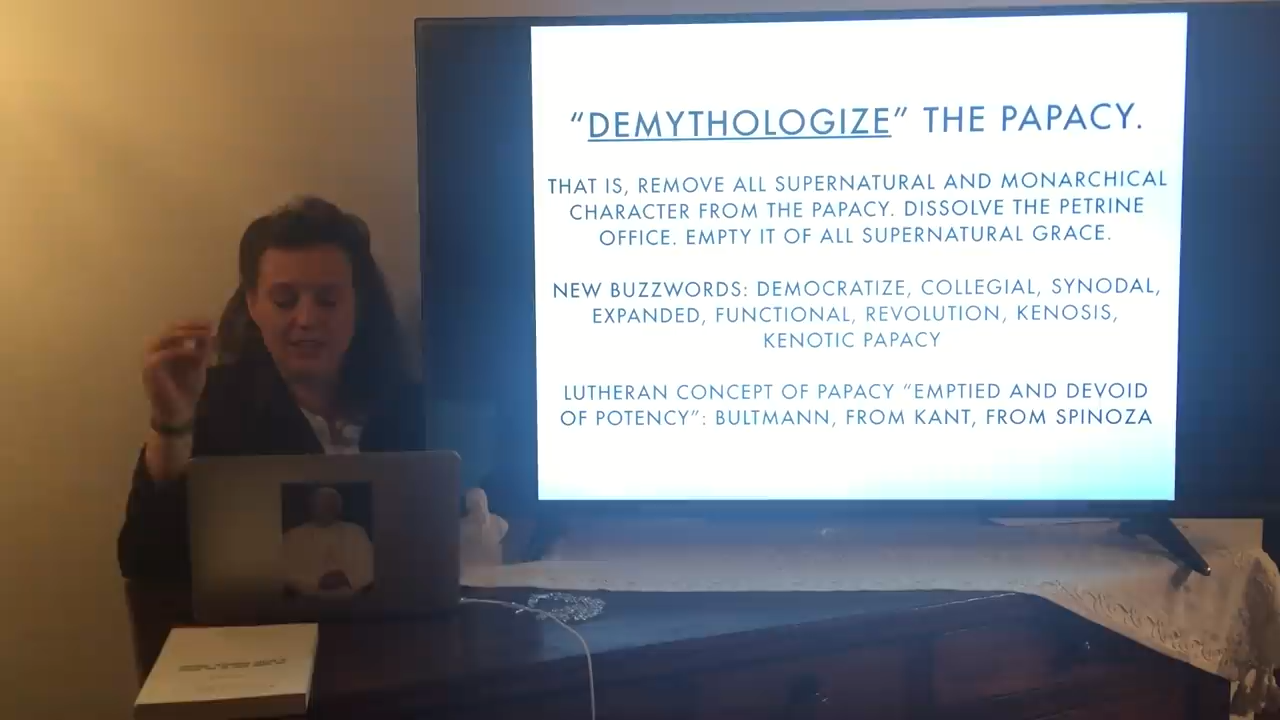 “DEMYTHOLOGIZE” THE PAPACY.
THAT IS, REMOVE ALL SUPERNATURAL AND MONARCHICAL
CHARACTER FROM THE PAPACY. DISSOLVE THE PETRINE
OFFICE. EMPTY IT OF ALL SUPERNATURAL GRACE.
NEW BUZZWORDS: DEMOCRATIZE, COLLEGIAL, SYNODAL,
EXPANDED, FUNCTIONAL, REVOLUTION, KENOSIS,
KENOTIC PAPACY
LUTHERAN CONCEPT OF PAPACY “EMPTIED AND DEVOID
OF POTENCY”: BULTMANN, FROM KANT, FROM SPINOZA